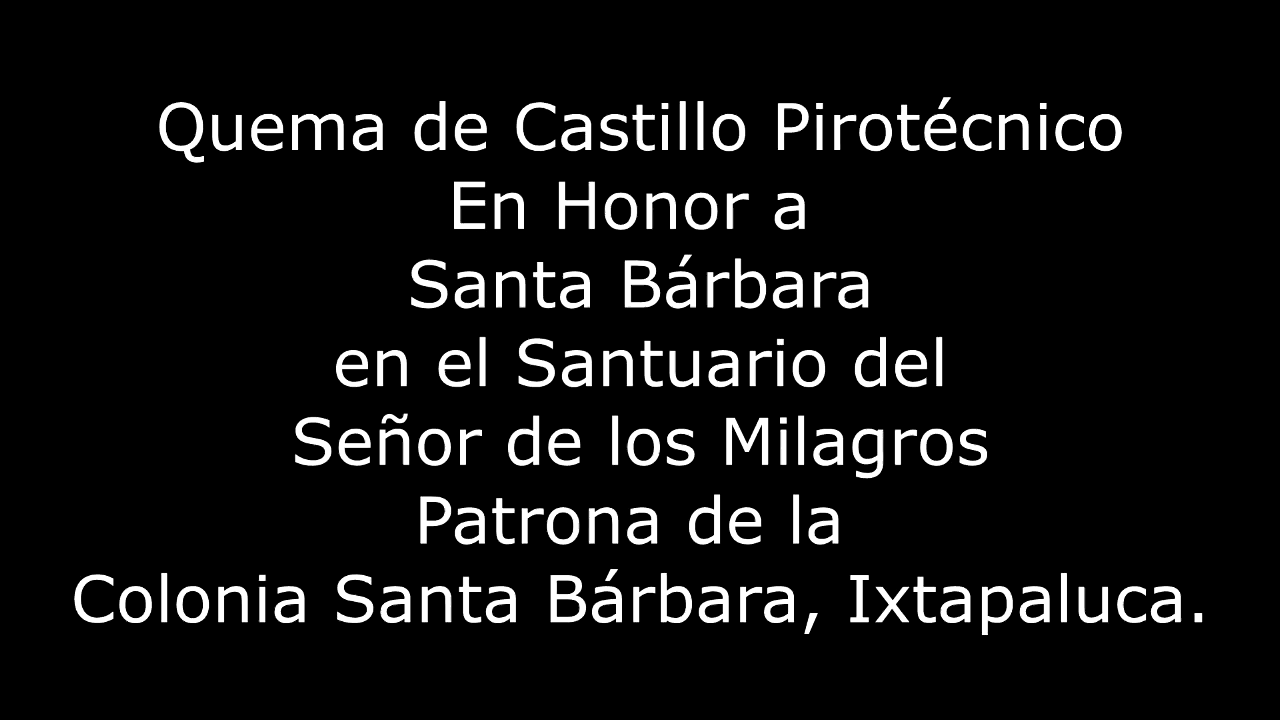 Quema de Castillo Pirotécnico
En Honor a
Santa Bárbara
en el Santuario del
Señor de los Milagros
Patrona de la
Colonia Santa Bárbara, Ixtapaluca.